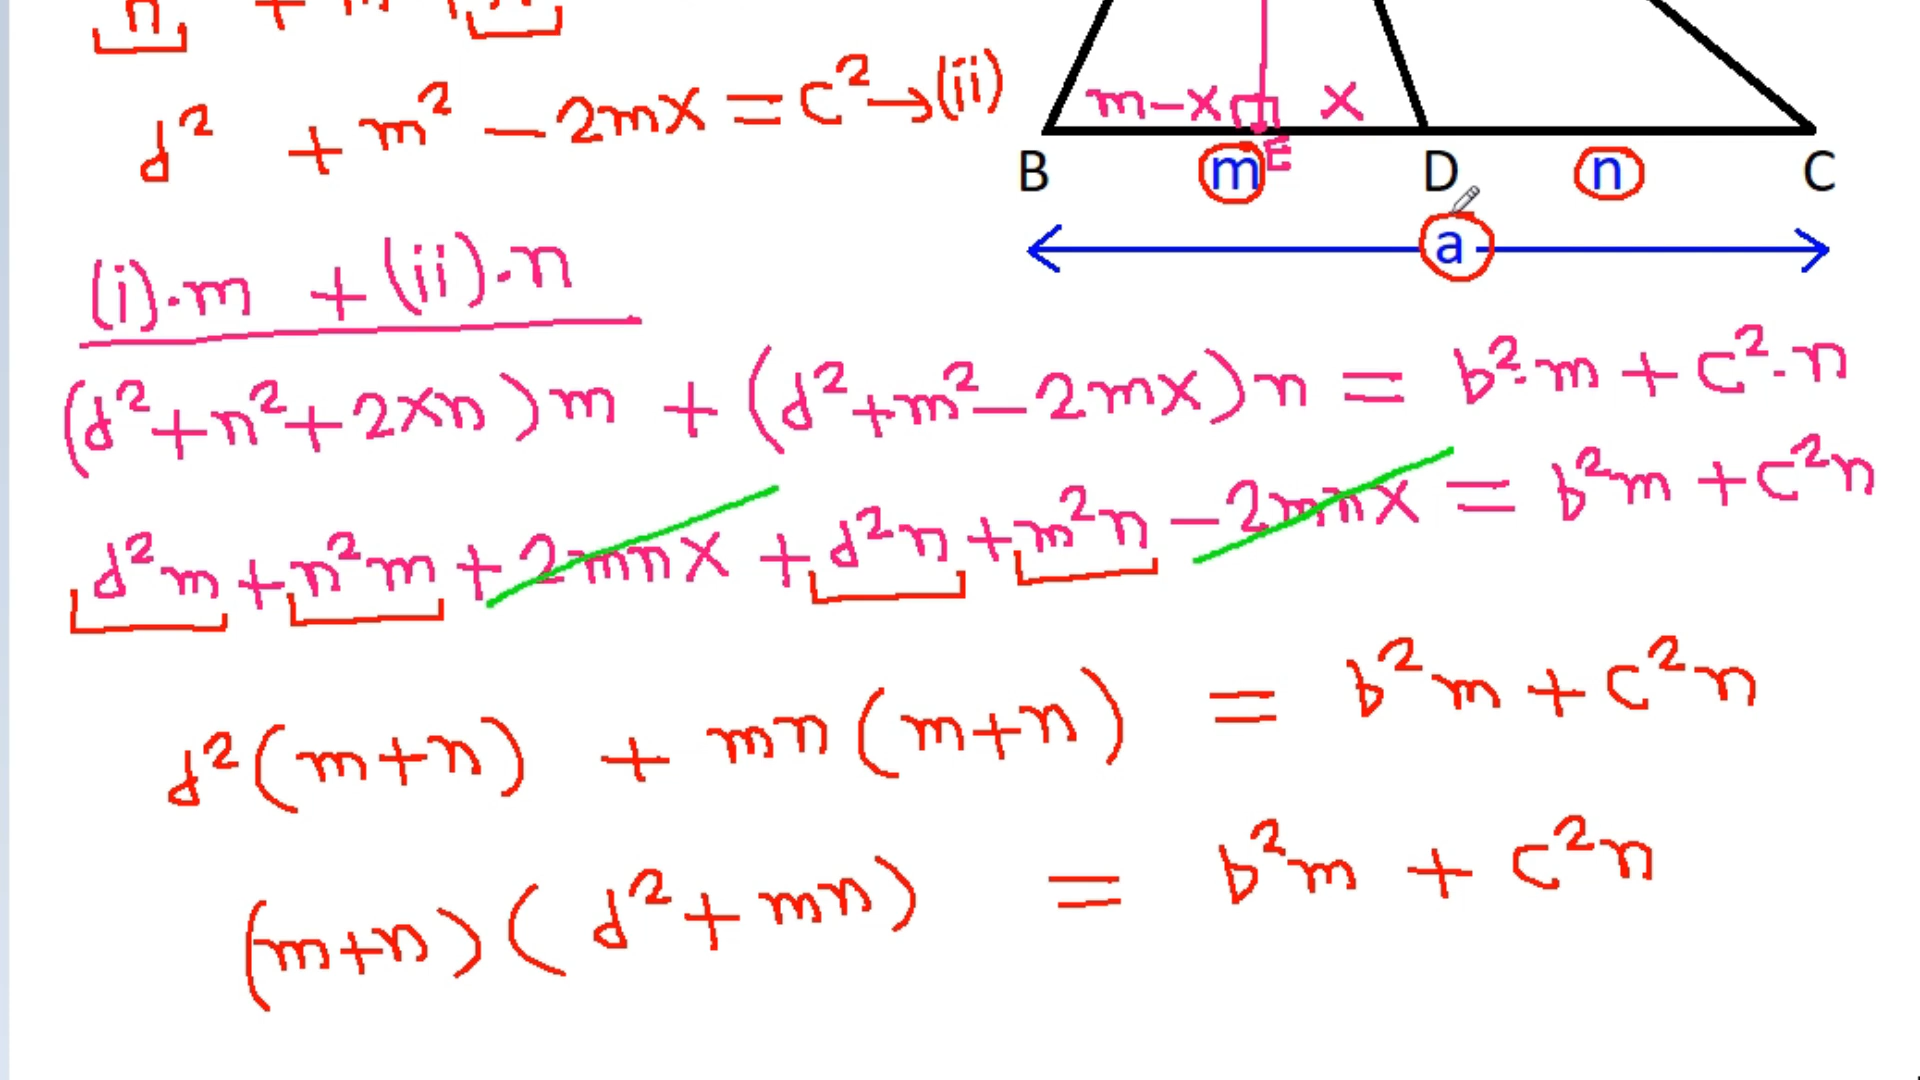 n + m n
d² + m² - 2mx = c² → (ii)
m-x x
E
B m D n C
a
(i)·m + (ii)·n
(d²+n²+2xn)m + (d²+m²-2mx)n = b²·m + c²·n
d²m + n²m + 2mnx + d²n + m²n - 2mnx = b²m + c²n
d²(m+n) + mn(m+n) = b²m + c²n
(m+n)(d²+mn) = b²m + c²n